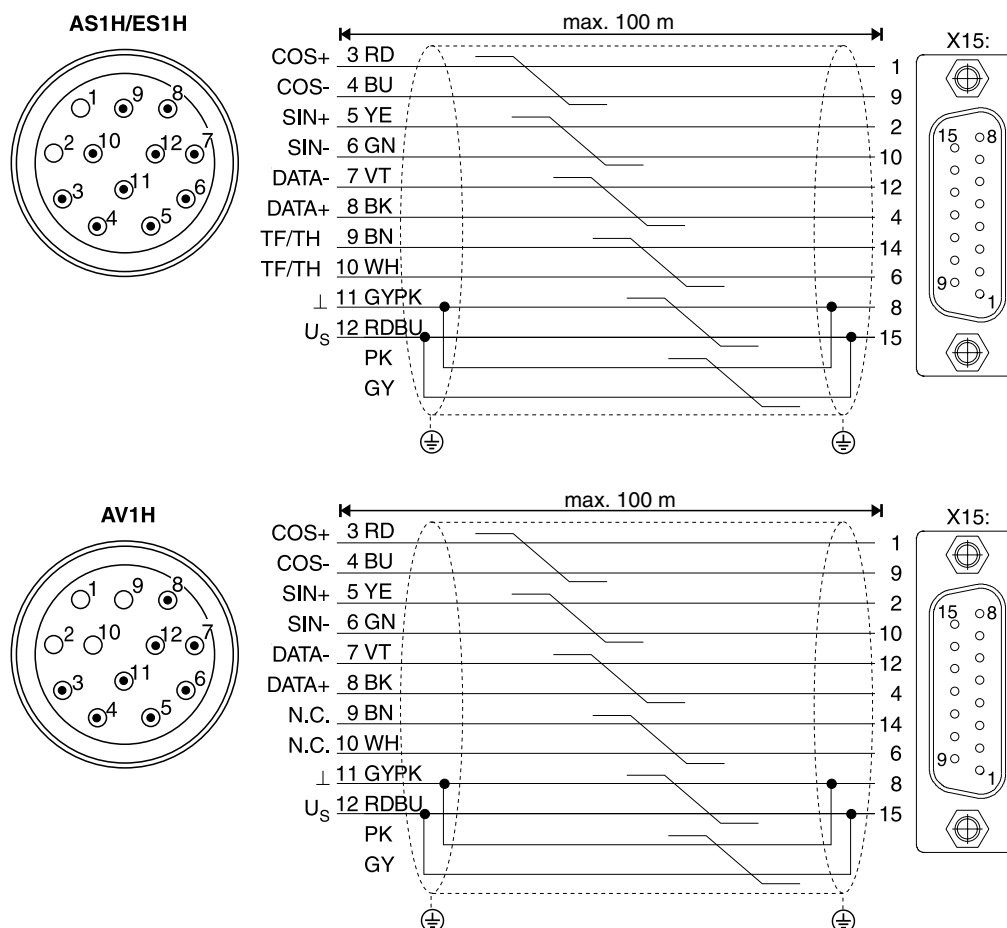 AS1H/ES1H
1 9 8
2 10 12 7
3 11 6
4 5
max. 100 m
COS+ 3 RD 1
COS- 4 BU 9
SIN+ 5 YE 2
SIN- 6 GN 10
DATA- 7 VT 12
DATA+ 8 BK 4
TF/TH 9 BN 14
TF/TH 10 WH 6
⊥ 11 GYPK 8
US 12 RDBU 15
PK
GY
X15:
15 8
9 1
AV1H
1 9 8
2 10 12 7
3 11 6
4 5
max. 100 m
COS+ 3 RD 1
COS- 4 BU 9
SIN+ 5 YE 2
SIN- 6 GN 10
DATA- 7 VT 12
DATA+ 8 BK 4
N.C. 9 BN 14
N.C. 10 WH 6
⊥ 11 GYPK 8
US 12 RDBU 15
PK
GY
X15:
15 8
9 1